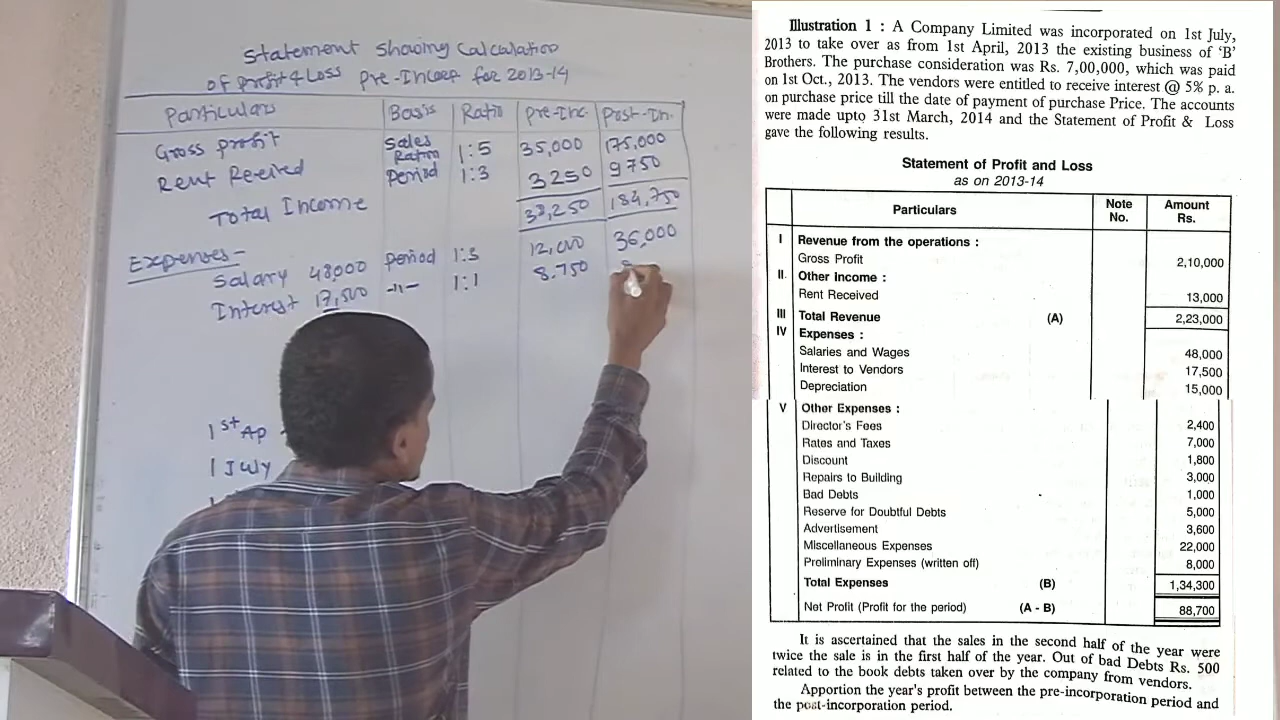 Statement Showing Calculation
of Profit & Loss Pre-Incorp for 2013-14
Particulars Basis Ratio Pre-Inc. Post-In.
Gross profit Sales Ratio 1:5 35,000 175,000
Rent Received Period 1:3 3250 9750
Total Income 38,250 184,750
Expenses -
Salary 48,000 Period 1:3 12,000 36,000
Interest 17,500 -11- 1:1 8.750 8
1st Ap
1 July
Illustration 1 : A Company Limited was incorporated on 1st July,
2013 to take over as from 1st April, 2013 the existing business of ‘B’
Brothers. The purchase consideration was Rs. 7,00,000, which was paid
on 1st Oct., 2013. The vendors were entitled to receive interest @ 5% p. a.
on purchase price till the date of payment of purchase Price. The accounts
were made upto 31st March, 2014 and the Statement of Profit & Loss
gave the following results.
Statement of Profit and Loss
as on 2013-14
Particulars Note No. Amount Rs.
I Revenue from the operations :
Gross Profit 2,10,000
II. Other Income :
Rent Received 13,000
III Total Revenue (A) 2,23,000
IV Expenses :
Salaries and Wages 48,000
Interest to Vendors 17,500
Depreciation 15,000
V Other Expenses :
Director's Fees 2,400
Rates and Taxes 7,000
Discount 1,800
Repairs to Building 3,000
Bad Debts 1,000
Reserve for Doubtful Debts 5,000
Advertisement 3,600
Miscellaneous Expenses 22,000
Preliminary Expenses (written off) 8,000
Total Expenses (B) 1,34,300
Net Profit (Profit for the period) (A - B) 88,700
It is ascertained that the sales in the second half of the year were
twice the sale is in the first half of the year. Out of bad Debts Rs. 500
related to the book debts taken over by the company from vendors.
Apportion the year's profit between the pre-incorporation period and
the post-incorporation period.